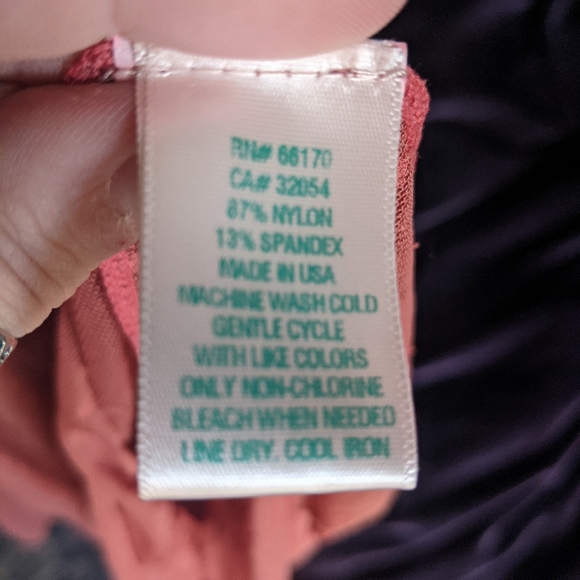 RN# 66170
CA# 32054
87% NYLON
13% SPANDEX
MADE IN USA
MACHINE WASH COLD
GENTLE CYCLE
WITH LIKE COLORS
ONLY NON-CHLORINE
BLEACH WHEN NEEDED
LINE DRY. COOL IRON